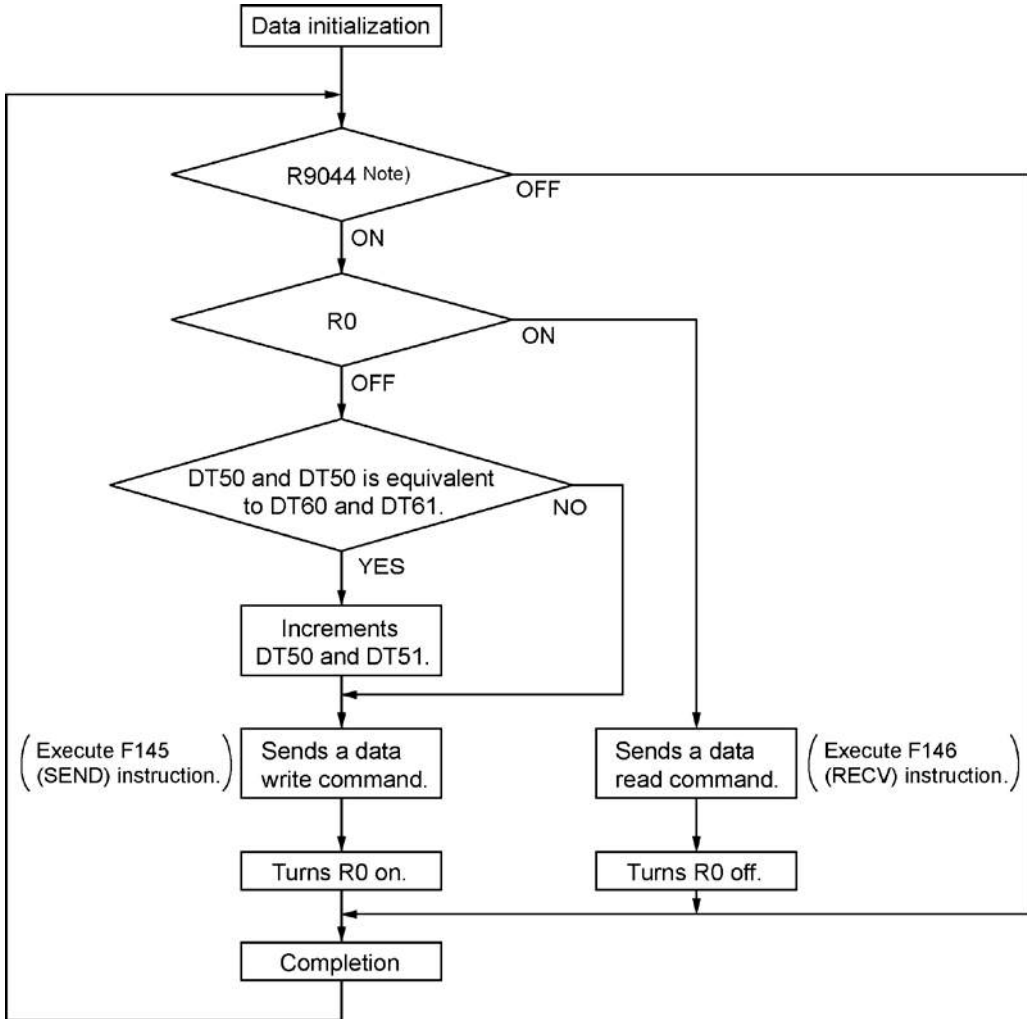 Data initialization
R9044 Note)
OFF
ON
R0
ON
OFF
DT50 and DT50 is equivalent
to DT60 and DT61.
NO
YES
Increments
DT50 and DT51.
(Execute F145
(SEND) instruction.)
Sends a data
write command.
Sends a data
read command.
(Execute F146
(RECV) instruction.)
Turns R0 on.
Turns R0 off.
Completion